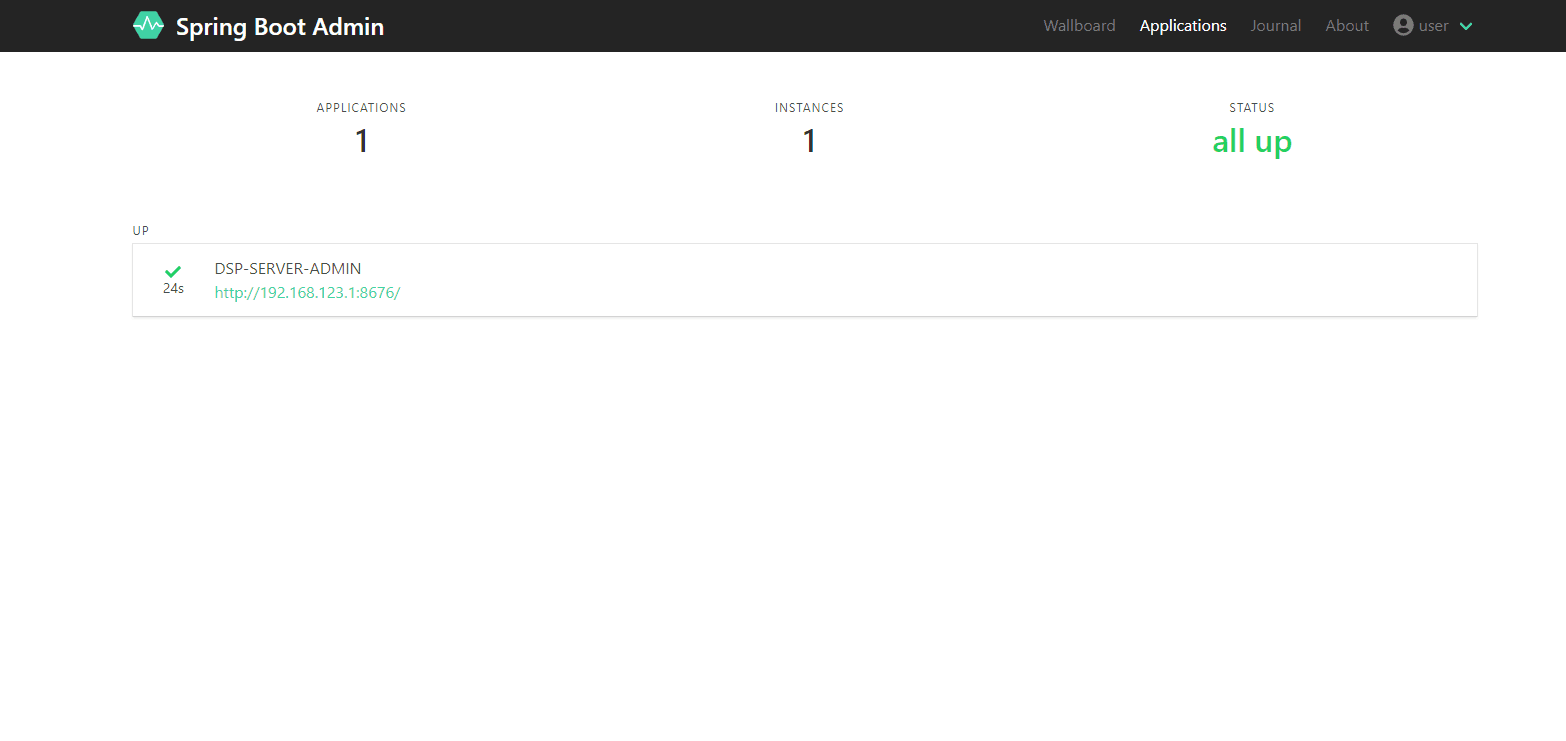 Spring Boot Admin
Wallboard Applications Journal About user
APPLICATIONS INSTANCES STATUS
1 1 all up
UP
DSP-SERVER-ADMIN
24s
http://192.168.123.1:8676/